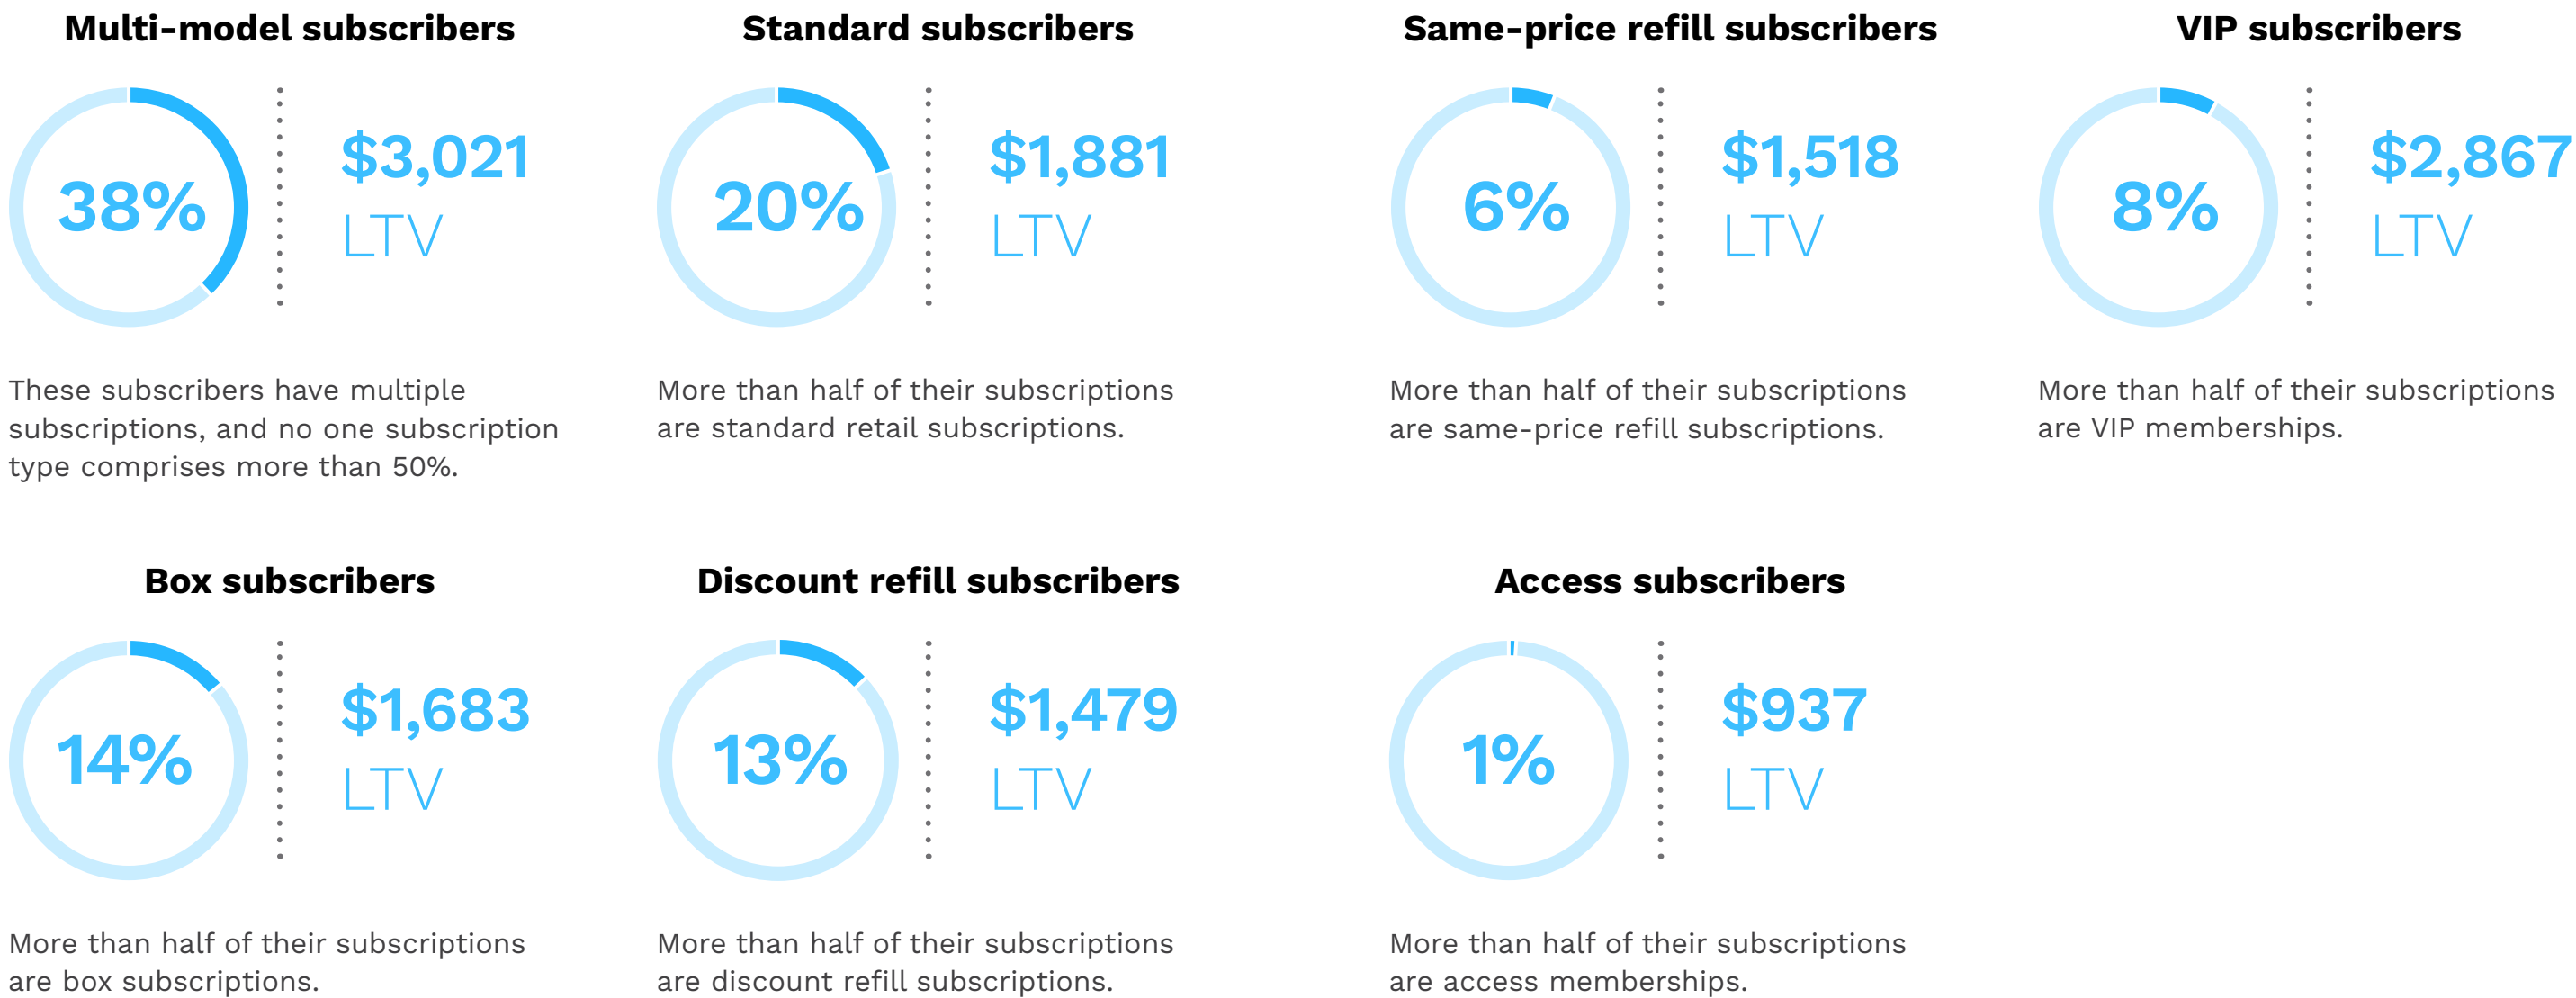 Multi-model subscribers
38%
$3,021
LTV
These subscribers have multiple
subscriptions, and no one subscription
type comprises more than 50%.
Standard subscribers
20%
$1,881
LTV
More than half of their subscriptions
are standard retail subscriptions.
Same-price refill subscribers
6%
$1,518
LTV
More than half of their subscriptions
are same-price refill subscriptions.
VIP subscribers
8%
$2,867
LTV
More than half of their subscriptions
are VIP memberships.
Box subscribers
14%
$1,683
LTV
More than half of their subscriptions
are box subscriptions.
Discount refill subscribers
13%
$1,479
LTV
More than half of their subscriptions
are discount refill subscriptions.
Access subscribers
1%
$937
LTV
More than half of their subscriptions
are access memberships.